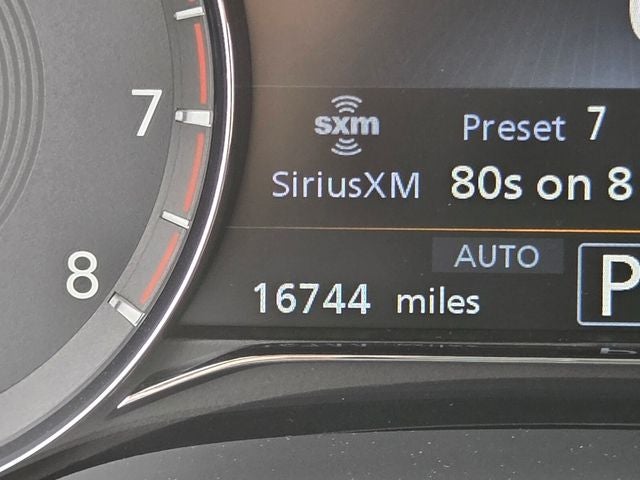 7
8
sxm
Preset 7
SiriusXM 80s on 8
AUTO
16744 miles
P